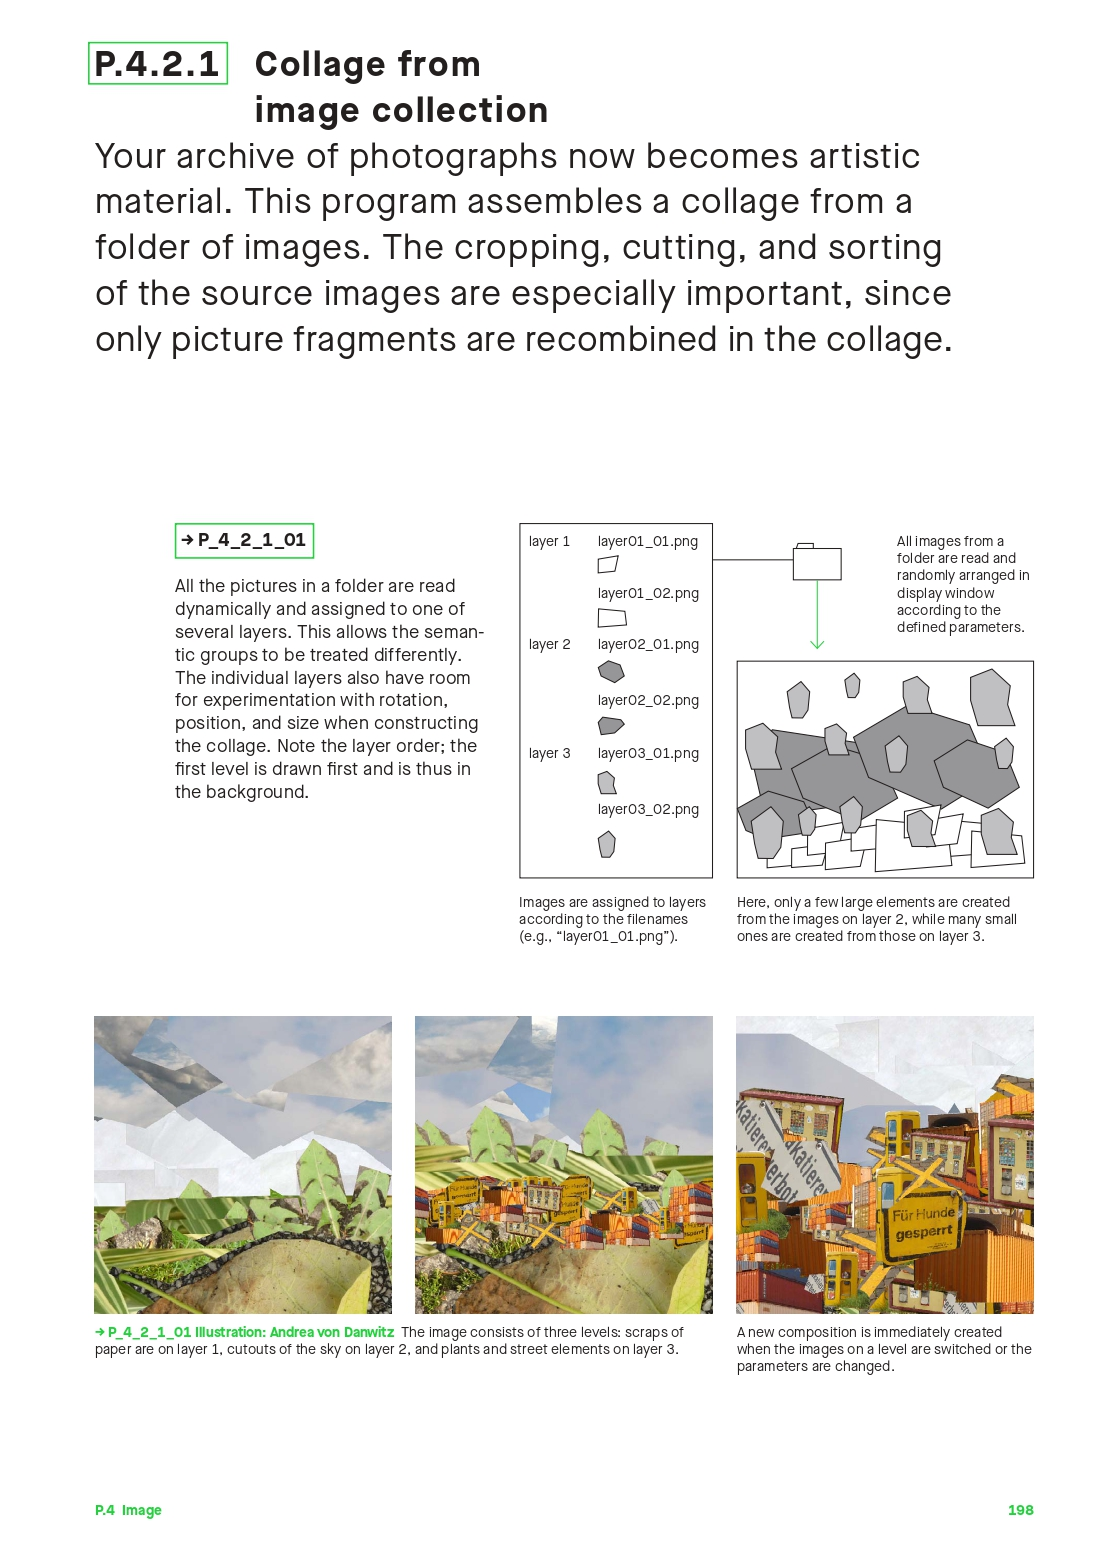 P.4.2.1
Collage from
image collection
Your archive of photographs now becomes artistic
material. This program assembles a collage from a
folder of images. The cropping, cutting, and sorting
of the source images are especially important, since
only picture fragments are recombined in the collage.
→ P_4_2_1_01
All the pictures in a folder are read
dynamically and assigned to one of
several layers. This allows the seman-
tic groups to be treated differently.
The individual layers also have room
for experimentation with rotation,
position, and size when constructing
the collage. Note the layer order; the
first level is drawn first and is thus in
the background.
layer 1
layer01_01.png
layer01_02.png
layer 2
layer02_01.png
layer02_02.png
layer 3
layer03_01.png
layer03_02.png
All images from a
folder are read and
randomly arranged in
display window
according to the
defined parameters.
Images are assigned to layers
according to the filenames
(e.g., “layer01_01.png”).
Here, only a few large elements are created
from the images on layer 2, while many small
ones are created from those on layer 3.
Für Hunde
gesperrt
→ P_4_2_1_01 Illustration: Andrea von Danwitz The image consists of three levels: scraps of
paper are on layer 1, cutouts of the sky on layer 2, and plants and street elements on layer 3.
A new composition is immediately created
when the images on a level are switched or the
parameters are changed.
P.4 Image
198